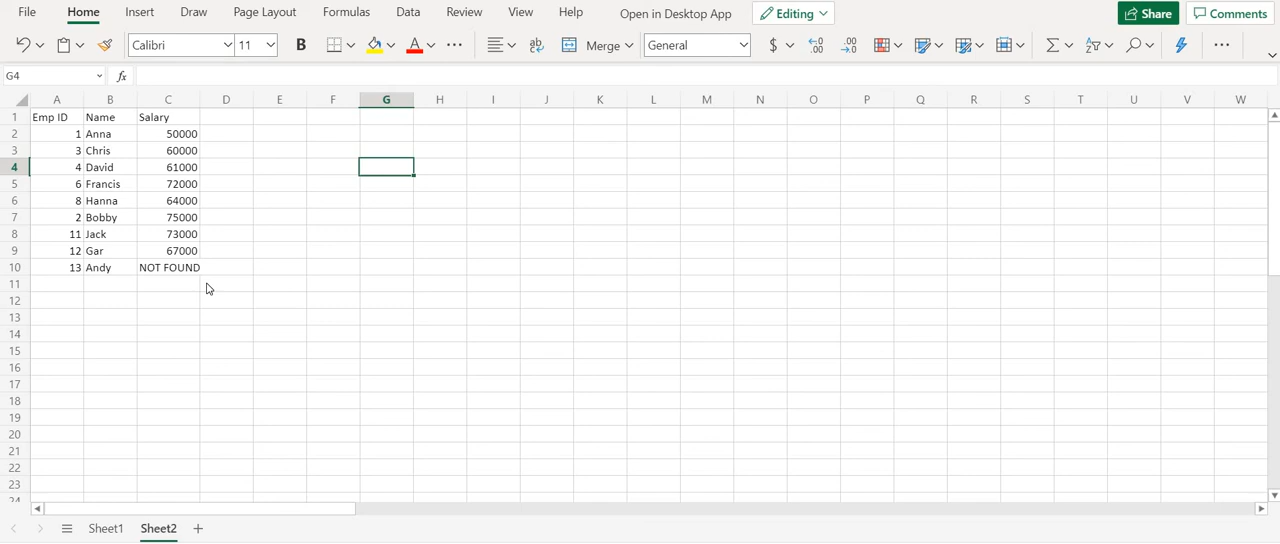 File Home Insert Draw Page Layout Formulas Data Review View Help Open in Desktop App Editing Share Comments
Calibri 11 B A ab Merge General $ .00 .00
G4 fx
A B C D E F G H I J K L M N O P Q R S T U V W
1 Emp ID Name Salary
2 1 Anna 50000
3 3 Chris 60000
4 4 David 61000
5 6 Francis 72000
6 8 Hanna 64000
7 2 Bobby 75000
8 11 Jack 73000
9 12 Gar 67000
10 13 Andy NOT FOUND
11
12
13
14
15
16
17
18
19
20
21
22
23
24
Sheet1 Sheet2 +